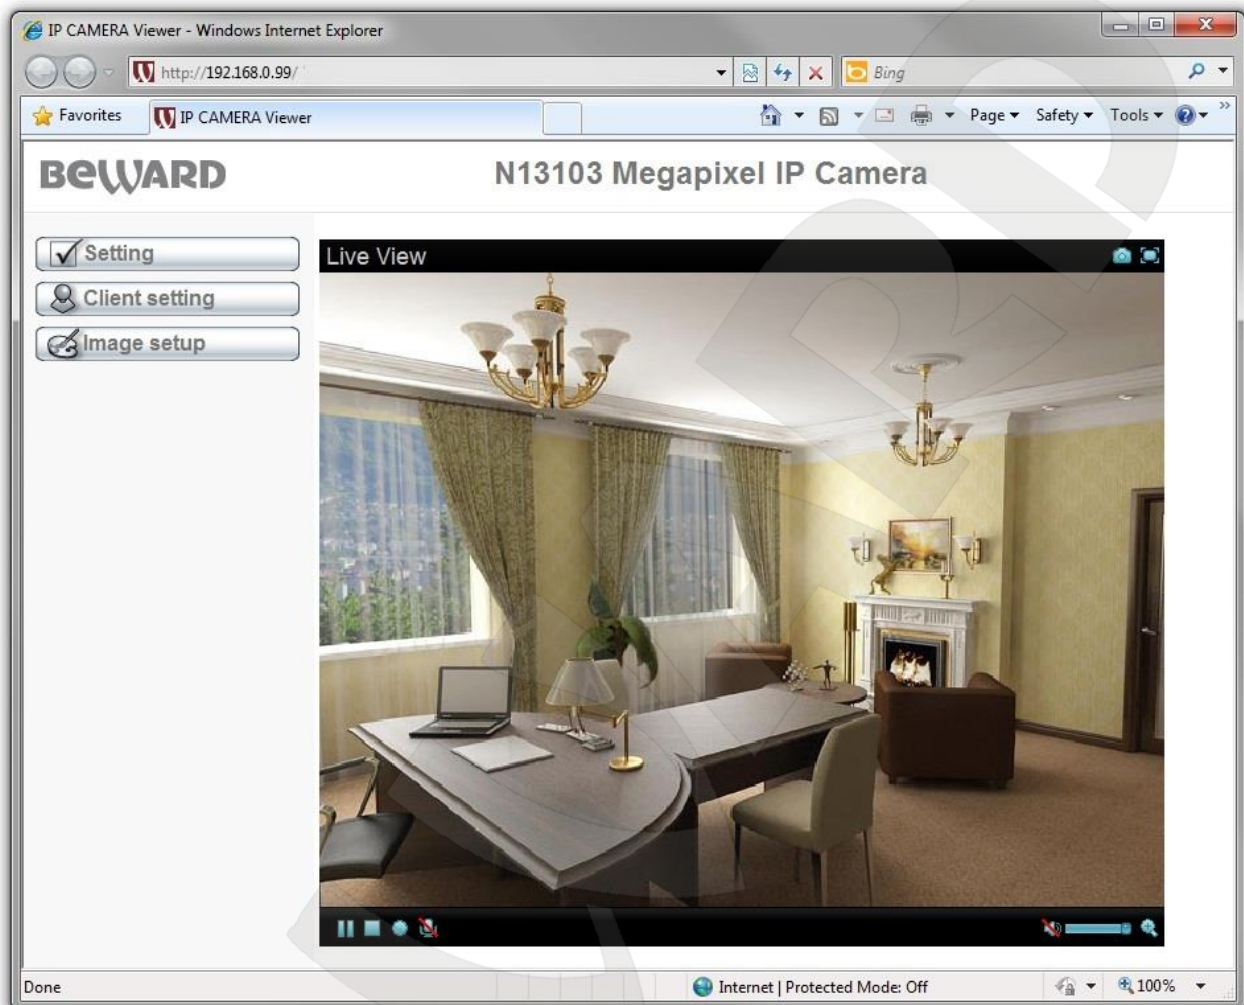 IP CAMERA Viewer - Windows Internet Explorer
http://192.168.0.99/
Bing
Favorites
IP CAMERA Viewer
Page
Safety
Tools
BEWARD
N13103 Megapixel IP Camera
Setting
Client setting
Image setup
Live View
Done
Internet | Protected Mode: Off
100%